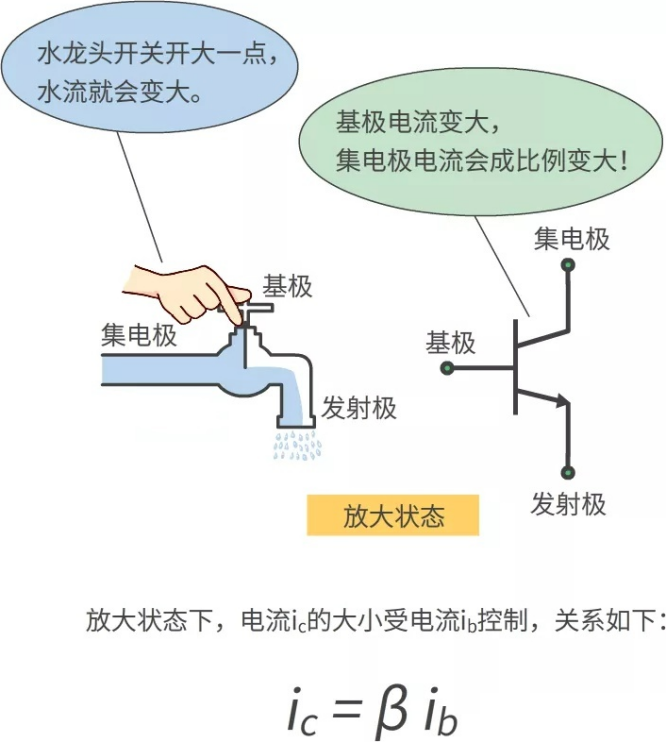 水龙头开关开大一点，
水流就会变大。
基极电流变大，
集电极电流会成比例变大！
集电极
基极
集电极
基极
发射极
发射极
放大状态
放大状态下，电流ic的大小受电流ib控制，关系如下：
ic = β ib